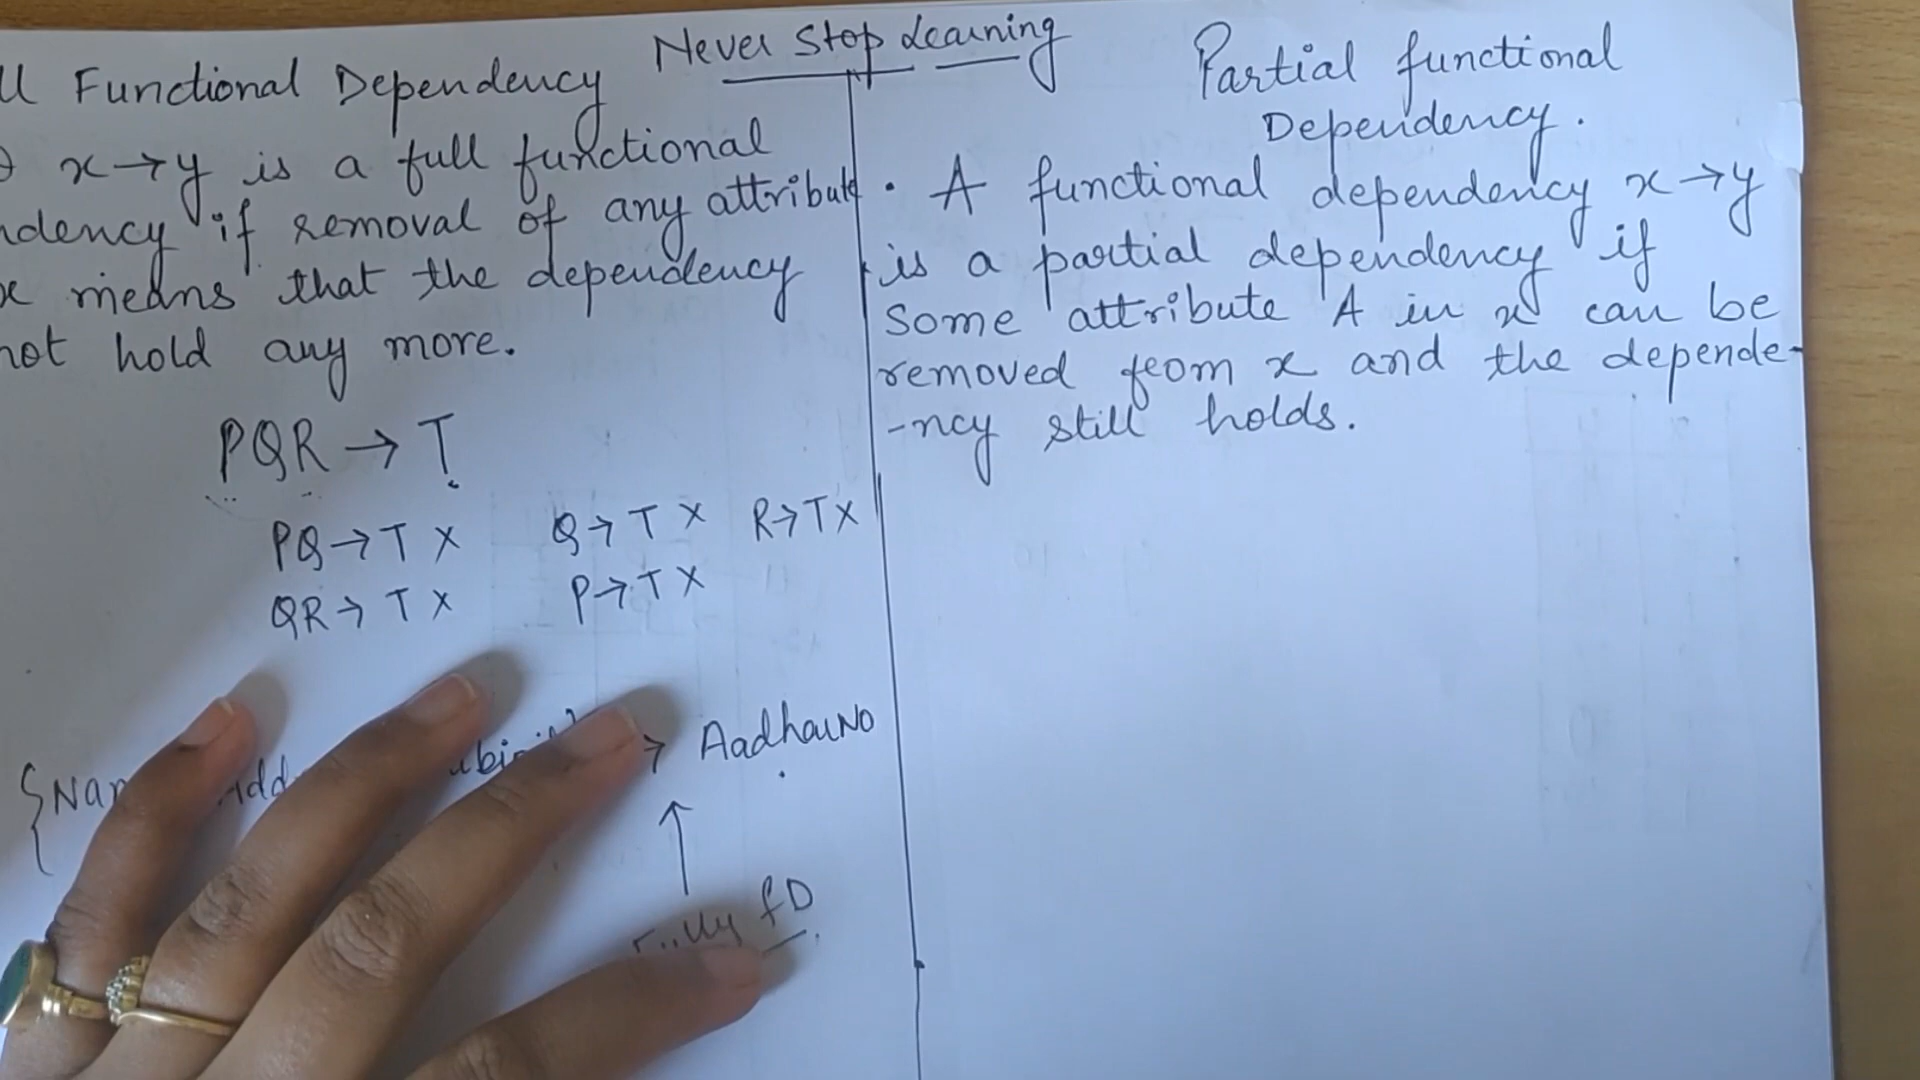 Never Stop Learning
Functional Dependency
x→y is a full functional
if removal of any attribute
means that the dependency
not hold any more.
PQR → T
PQ→T X Q→T X R→TX
QR→T X P→T X
AadharNo
fD
Partial functional
Dependency.
• A functional dependency x→y
is a partial dependency if
Some attribute A in x can be
removed from x and the depende-
-ncy still holds.